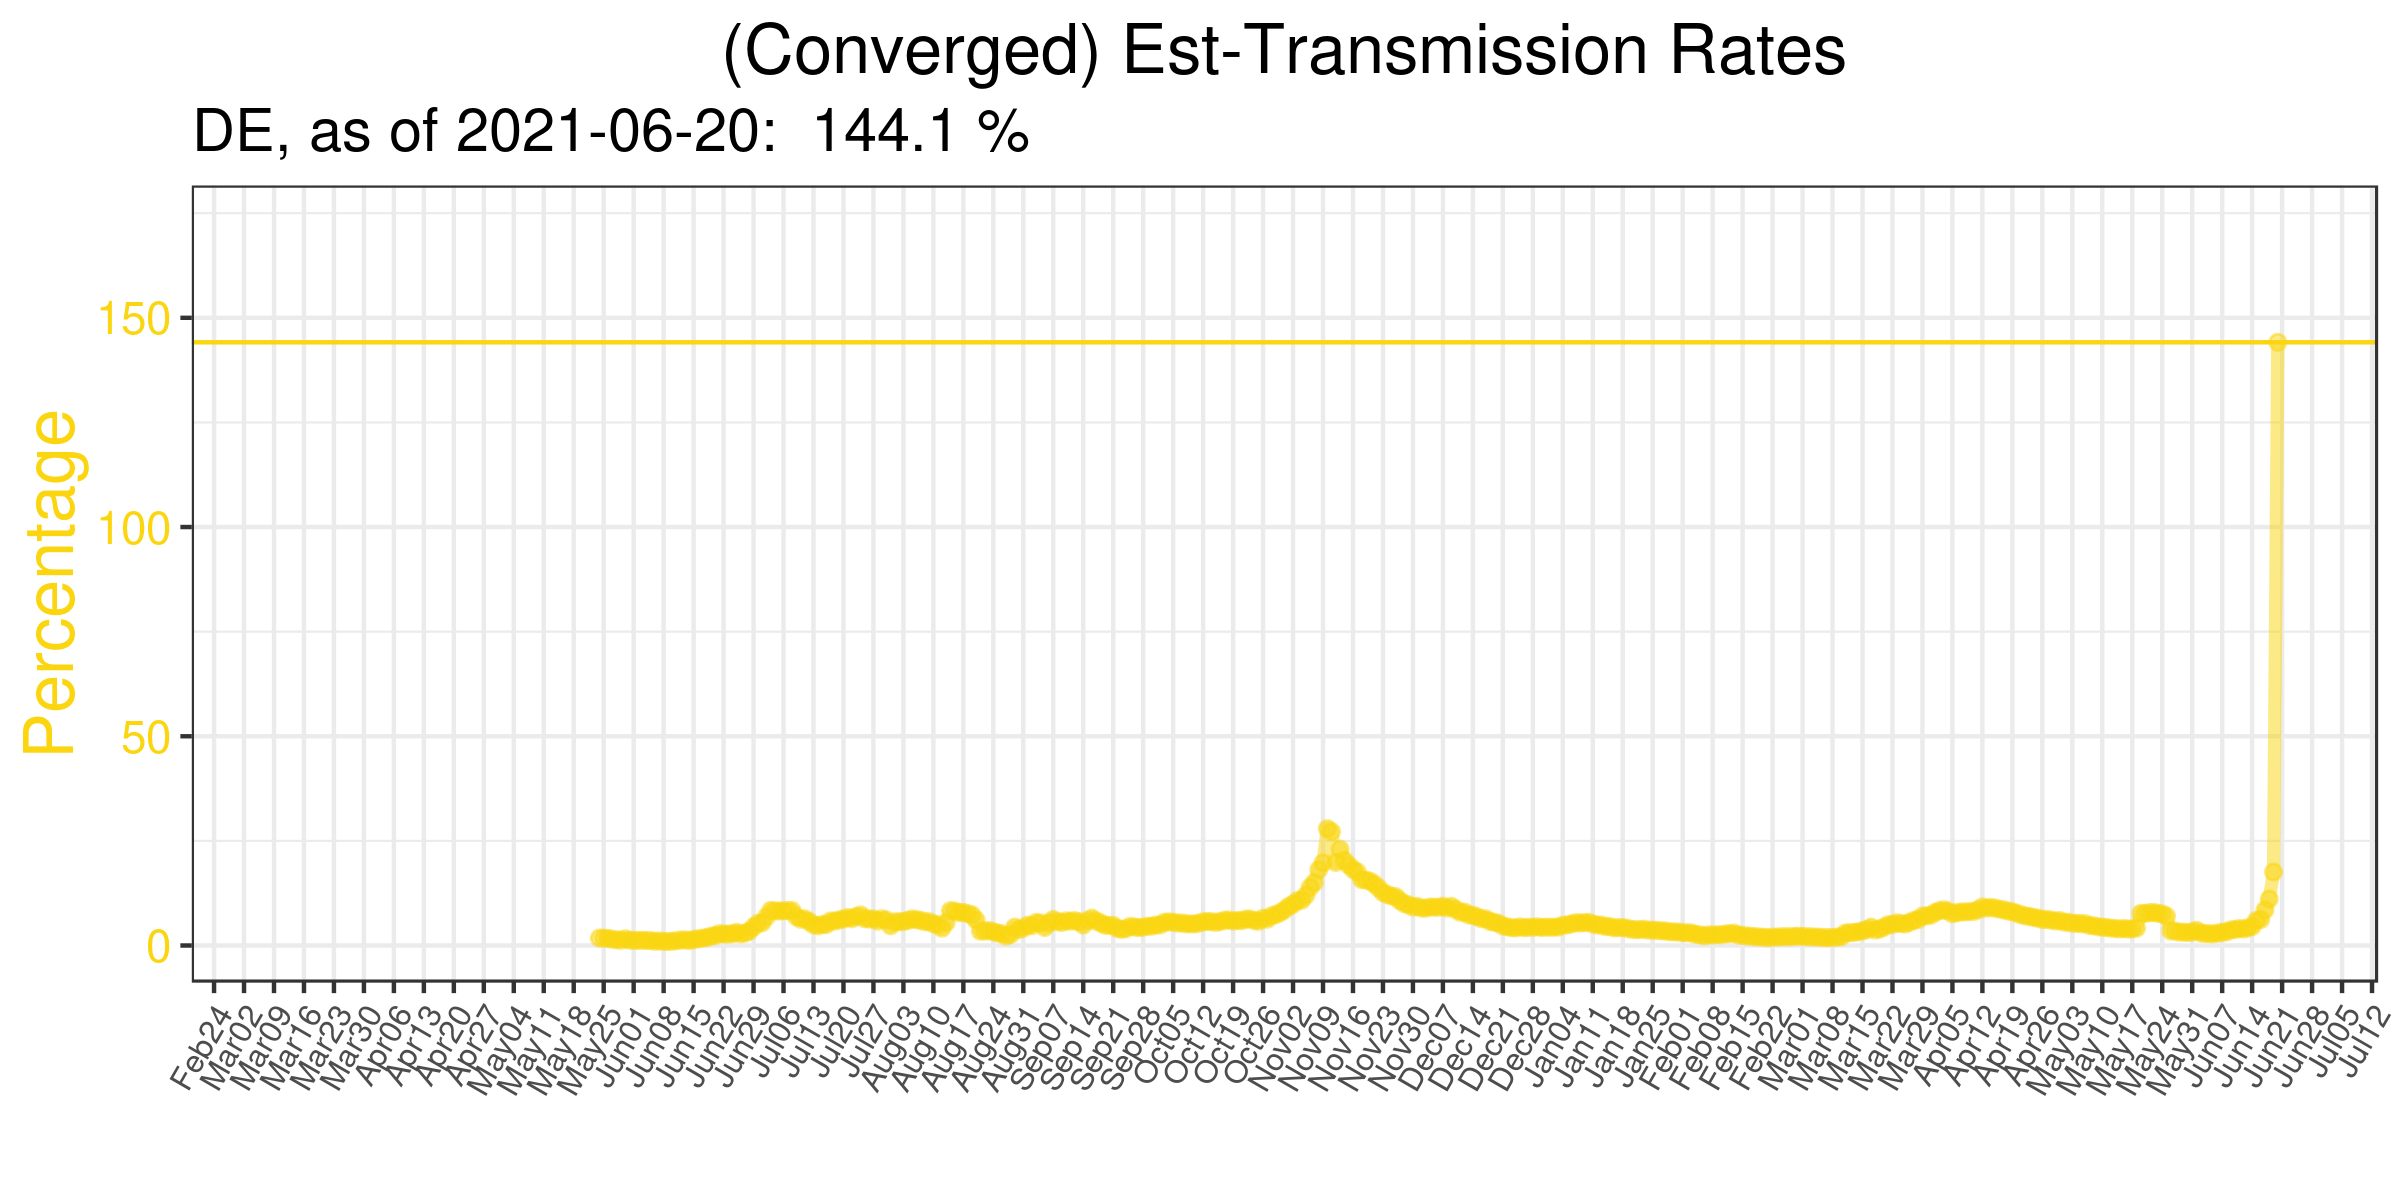 (Converged) Est-Transmission Rates
DE, as of 2021-06-20:  144.1 %
Percentage
150
100
50
0
Feb24
Mar02
Mar09
Mar16
Mar23
Mar30
Apr06
Apr13
Apr20
Apr27
May04
May11
May18
May25
Jun01
Jun08
Jun15
Jun22
Jun29
Jul06
Jul13
Jul20
Jul27
Aug03
Aug10
Aug17
Aug24
Aug31
Sep07
Sep14
Sep21
Sep28
Oct05
Oct12
Oct19
Oct26
Nov02
Nov09
Nov16
Nov23
Nov30
Dec07
Dec14
Dec21
Dec28
Jan04
Jan11
Jan18
Jan25
Feb01
Feb08
Feb15
Feb22
Mar01
Mar08
Mar15
Mar22
Mar29
Apr05
Apr12
Apr19
Apr26
May03
May10
May17
May24
May31
Jun07
Jun14
Jun21
Jun28
Jul05
Jul12